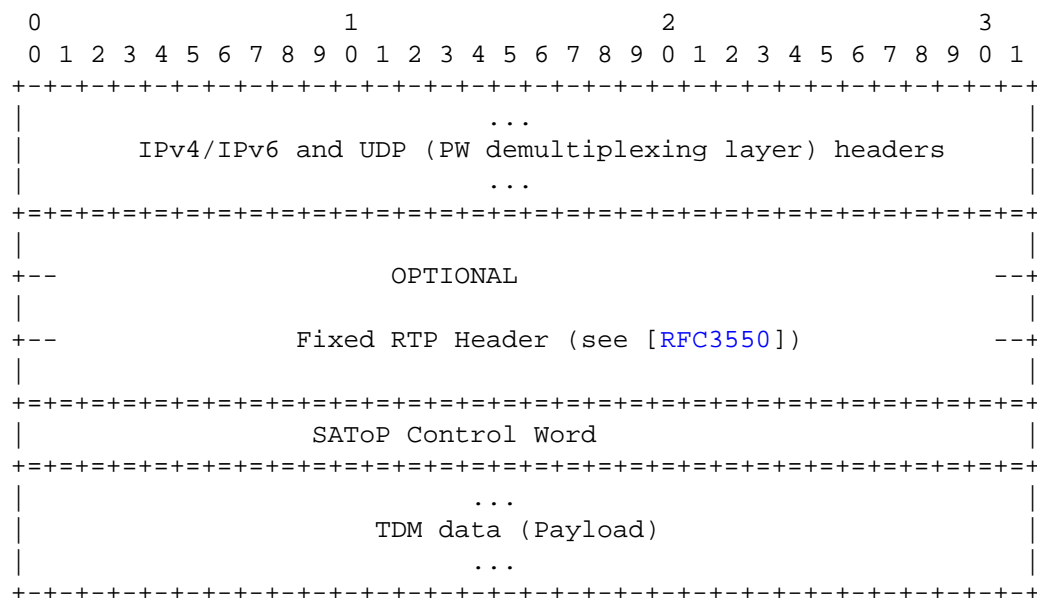 0                   1                   2                   3
 0 1 2 3 4 5 6 7 8 9 0 1 2 3 4 5 6 7 8 9 0 1 2 3 4 5 6 7 8 9 0 1
+-+-+-+-+-+-+-+-+-+-+-+-+-+-+-+-+-+-+-+-+-+-+-+-+-+-+-+-+-+-+-+-+
|                             ...                               |
|       IPv4/IPv6 and UDP (PW demultiplexing layer) headers     |
|                             ...                               |
+=+=+=+=+=+=+=+=+=+=+=+=+=+=+=+=+=+=+=+=+=+=+=+=+=+=+=+=+=+=+=+=+
|                                                               |
+--                     OPTIONAL                              --+
|                                                               |
+--               Fixed RTP Header (see [RFC3550])            --+
|                                                               |
+=+=+=+=+=+=+=+=+=+=+=+=+=+=+=+=+=+=+=+=+=+=+=+=+=+=+=+=+=+=+=+=+
|                  SAToP Control Word                           |
+=+=+=+=+=+=+=+=+=+=+=+=+=+=+=+=+=+=+=+=+=+=+=+=+=+=+=+=+=+=+=+=+
|                            ...                                |
|                      TDM data (Payload)                       |
|                            ...                                |
+-+-+-+-+-+-+-+-+-+-+-+-+-+-+-+-+-+-+-+-+-+-+-+-+-+-+-+-+-+-+-+-+